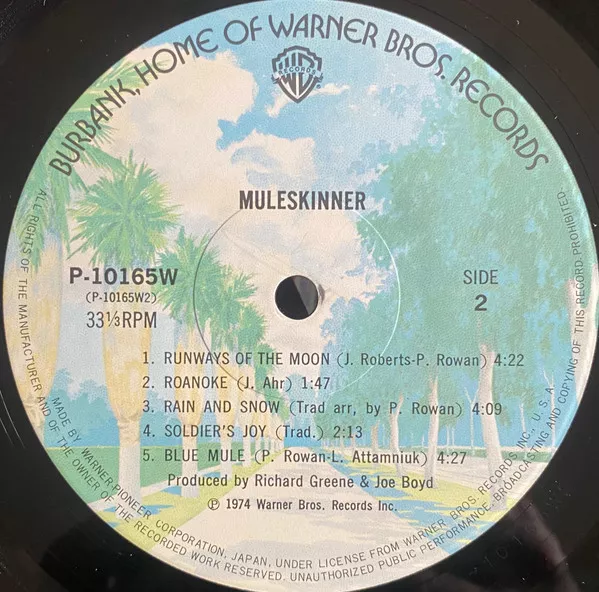 BURBANK, HOME OF WARNER BROS. RECORDS
WB
RECORDS
®
MULESKINNER
P-10165W
(P-10165W2)
33⅓RPM
SIDE
2
1. RUNWAYS OF THE MOON (J. Roberts-P. Rowan) 4:22
2. ROANOKE (J. Ahr) 1:47
3. RAIN AND SNOW (Trad arr, by P. Rowan) 4:09
4. SOLDIER'S JOY (Trad.) 2:13
5. BLUE MULE (P. Rowan-L. Attamniuk) 4:27
Produced by Richard Greene & Joe Boyd
℗ 1974 Warner Bros. Records Inc.
MADE BY WARNER-PIONEER CORPORATION, JAPAN, UNDER LICENSE FROM WARNER BROS. RECORDS INC., U.S.A.
ALL RIGHTS OF THE MANUFACTURER AND OF THE OWNER OF THE RECORDED WORK RESERVED. UNAUTHORIZED PUBLIC PERFORMANCE, BROADCASTING AND COPYING OF THIS RECORD PROHIBITED.